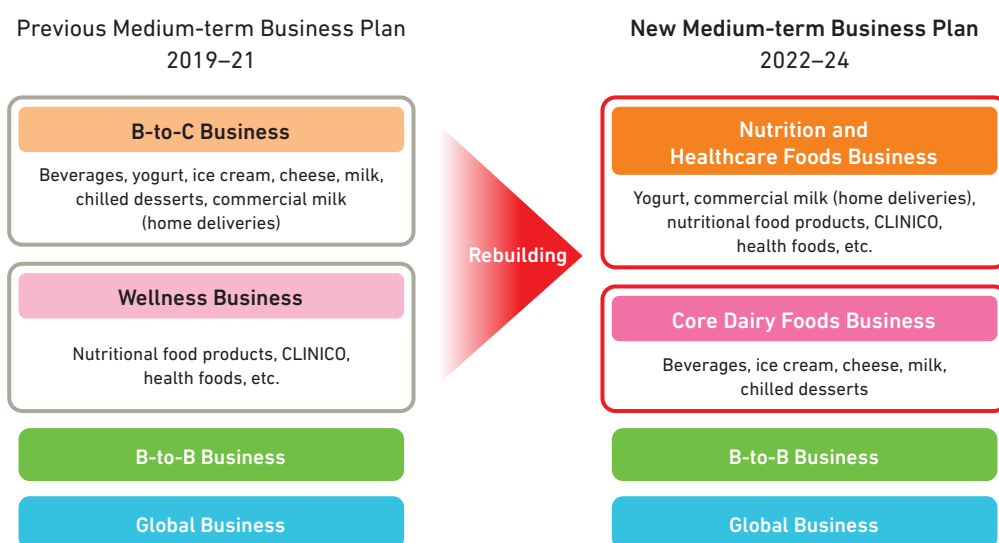 Previous Medium-term Business Plan
2019–21
B-to-C Business
Beverages, yogurt, ice cream, cheese, milk,
chilled desserts, commercial milk
(home deliveries)
Wellness Business
Nutritional food products, CLINICO,
health foods, etc.
B-to-B Business
Global Business
Rebuilding
New Medium-term Business Plan
2022–24
Nutrition and
Healthcare Foods Business
Yogurt, commercial milk (home deliveries),
nutritional food products, CLINICO,
health foods, etc.
Core Dairy Foods Business
Beverages, ice cream, cheese, milk,
chilled desserts
B-to-B Business
Global Business